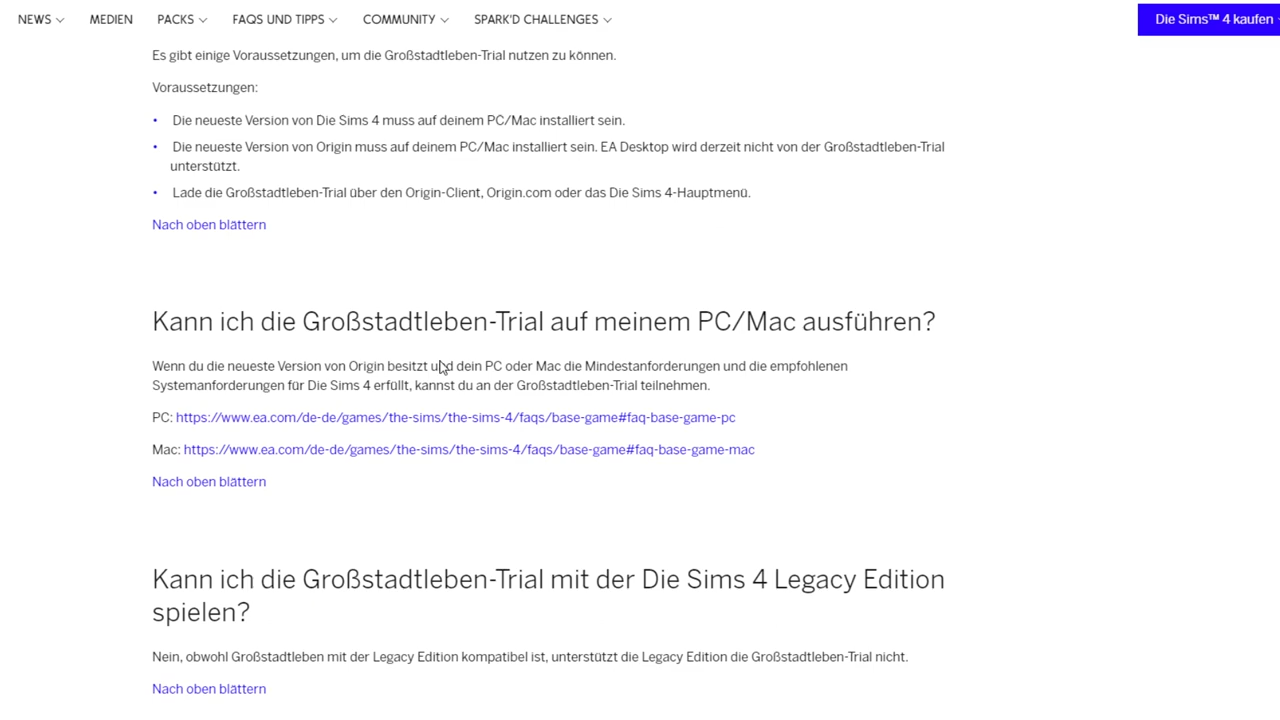 NEWS MEDIEN PACKS FAQS UND TIPPS COMMUNITY SPARK'D CHALLENGES Die Sims™ 4 kaufen
Es gibt einige Voraussetzungen, um die Großstadtleben-Trial nutzen zu können.
Voraussetzungen:
• Die neueste Version von Die Sims 4 muss auf deinem PC/Mac installiert sein.
• Die neueste Version von Origin muss auf deinem PC/Mac installiert sein. EA Desktop wird derzeit nicht von der Großstadtleben-Trial
unterstützt.
• Lade die Großstadtleben-Trial über den Origin-Client, Origin.com oder das Die Sims 4-Hauptmenü.
Nach oben blättern
Kann ich die Großstadtleben-Trial auf meinem PC/Mac ausführen?
Wenn du die neueste Version von Origin besitzt und dein PC oder Mac die Mindestanforderungen und die empfohlenen
Systemanforderungen für Die Sims 4 erfüllt, kannst du an der Großstadtleben-Trial teilnehmen.
PC: https://www.ea.com/de-de/games/the-sims/the-sims-4/faqs/base-game#faq-base-game-pc
Mac: https://www.ea.com/de-de/games/the-sims/the-sims-4/faqs/base-game#faq-base-game-mac
Nach oben blättern
Kann ich die Großstadtleben-Trial mit der Die Sims 4 Legacy Edition
spielen?
Nein, obwohl Großstadtleben mit der Legacy Edition kompatibel ist, unterstützt die Legacy Edition die Großstadtleben-Trial nicht.
Nach oben blättern